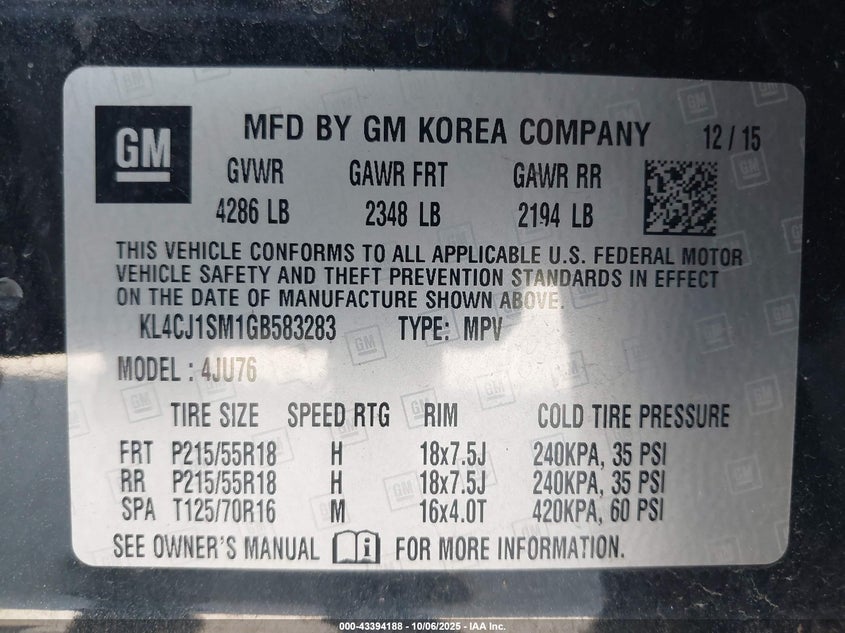 GM
MFD BY GM KOREA COMPANY 12/15
GVWR GAWR FRT GAWR RR
4286 LB 2348 LB 2194 LB
THIS VEHICLE CONFORMS TO ALL APPLICABLE U.S. FEDERAL MOTOR
VEHICLE SAFETY AND THEFT PREVENTION STANDARDS IN EFFECT
ON THE DATE OF MANUFACTURE SHOWN ABOVE.
KL4CJ1SM1GB583283 TYPE: MPV
MODEL : 4JU76
TIRE SIZE SPEED RTG RIM COLD TIRE PRESSURE
FRT P215/55R18 H 18x7.5J 240KPA, 35 PSI
RR P215/55R18 H 18x7.5J 240KPA, 35 PSI
SPA T125/70R16 M 16x4.0T 420KPA, 60 PSI
SEE OWNER'S MANUAL i FOR MORE INFORMATION.
000-43394188 - 10/06/2025 - IAA Inc.